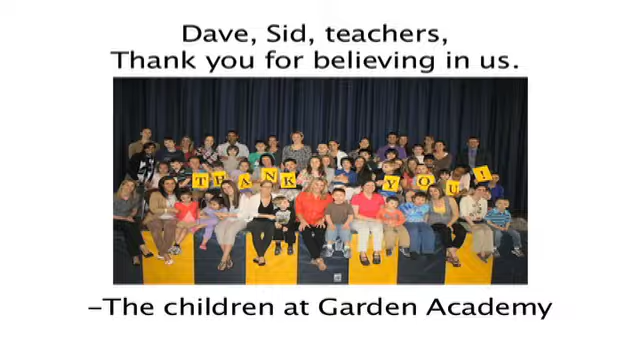 Dave, Sid, teachers,
Thank you for believing in us.
THANK YOU!
–The children at Garden Academy